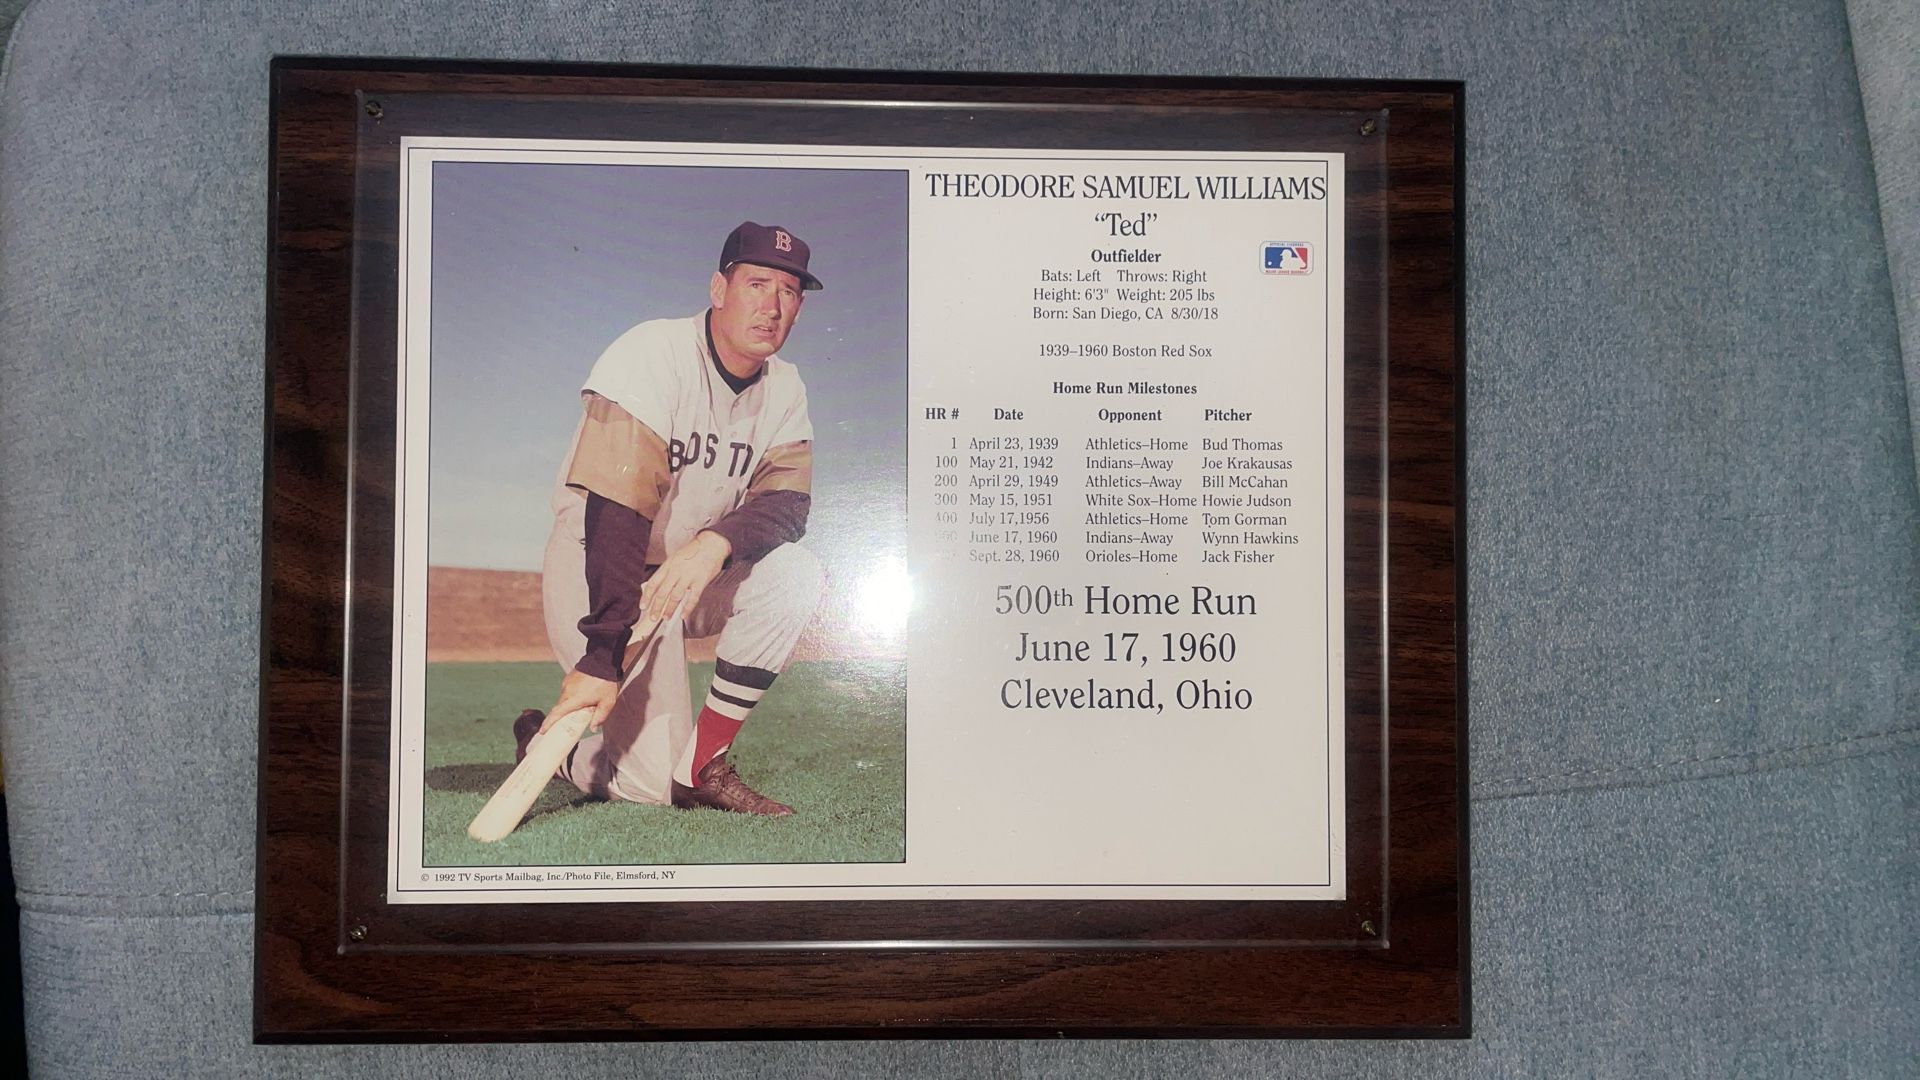 B
BOSTO
THEODORE SAMUEL WILLIAMS
“Ted”
Outfielder
Bats: Left Throws: Right
Height: 6'3" Weight: 205 lbs
Born: San Diego, CA 8/30/18
1939–1960 Boston Red Sox
Home Run Milestones
HR # Date Opponent Pitcher
1 April 23, 1939 Athletics–Home Bud Thomas
100 May 21, 1942 Indians–Away Joe Krakausas
200 April 29, 1949 Athletics–Away Bill McCahan
300 May 15, 1951 White Sox–Home Howie Judson
400 July 17,1956 Athletics–Home Tom Gorman
500 June 17, 1960 Indians–Away Wynn Hawkins
Sept. 28, 1960 Orioles–Home Jack Fisher
500th Home Run
June 17, 1960
Cleveland, Ohio
© 1992 TV Sports Mailbag, Inc./Photo File, Elmsford, NY